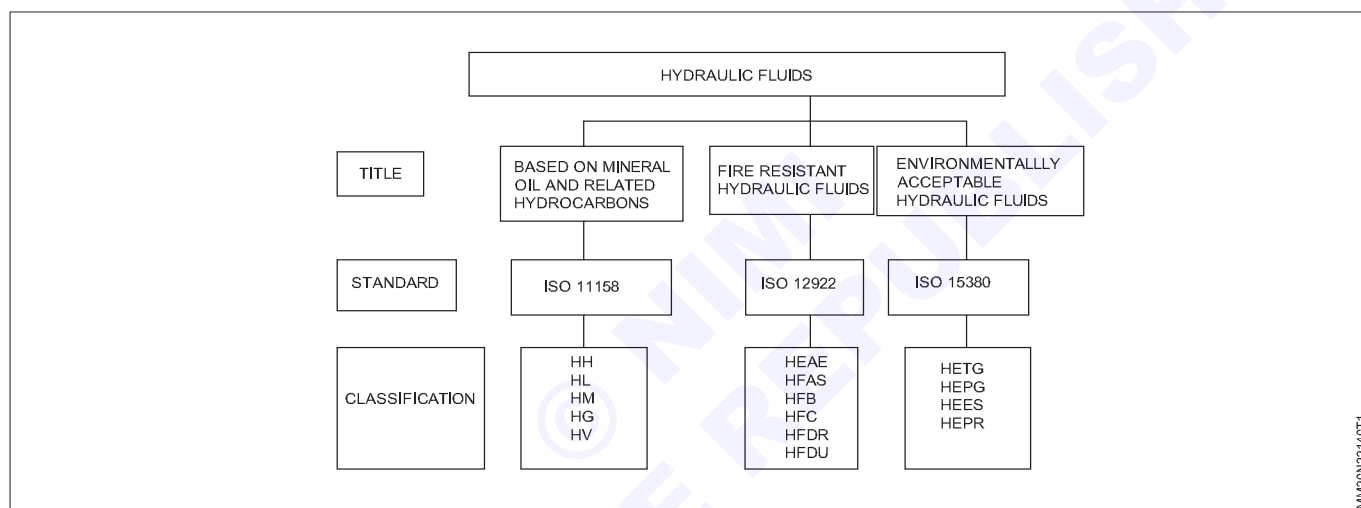 HYDRAULIC FLUIDS
TITLE
BASED ON MINERAL
OIL AND RELATED
HYDROCARBONS
FIRE RESISTANT
HYDRAULIC FLUIDS
ENVIRONMENTALLLY
ACCEPTABLE
HYDRAULIC FLUIDS
STANDARD
ISO 11158
ISO 12922
ISO 15380
CLASSIFICATION
HH
HL
HM
HG
HV
HEAE
HFAS
HFB
HFC
HFDR
HFDU
HETG
HEPG
HEES
HEPR
© NIMI
E REPUBLISH